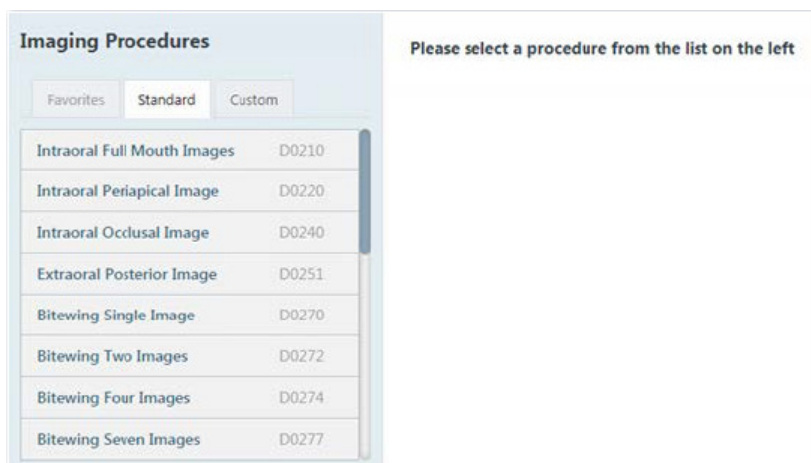 Imaging Procedures
Please select a procedure from the list on the left
Favorites Standard Custom
Intraoral Full Mouth Images D0210
Intraoral Periapical Image D0220
Intraoral Occlusal Image D0240
Extraoral Posterior Image D0251
Bitewing Single Image D0270
Bitewing Two Images D0272
Bitewing Four Images D0274
Bitewing Seven Images D0277